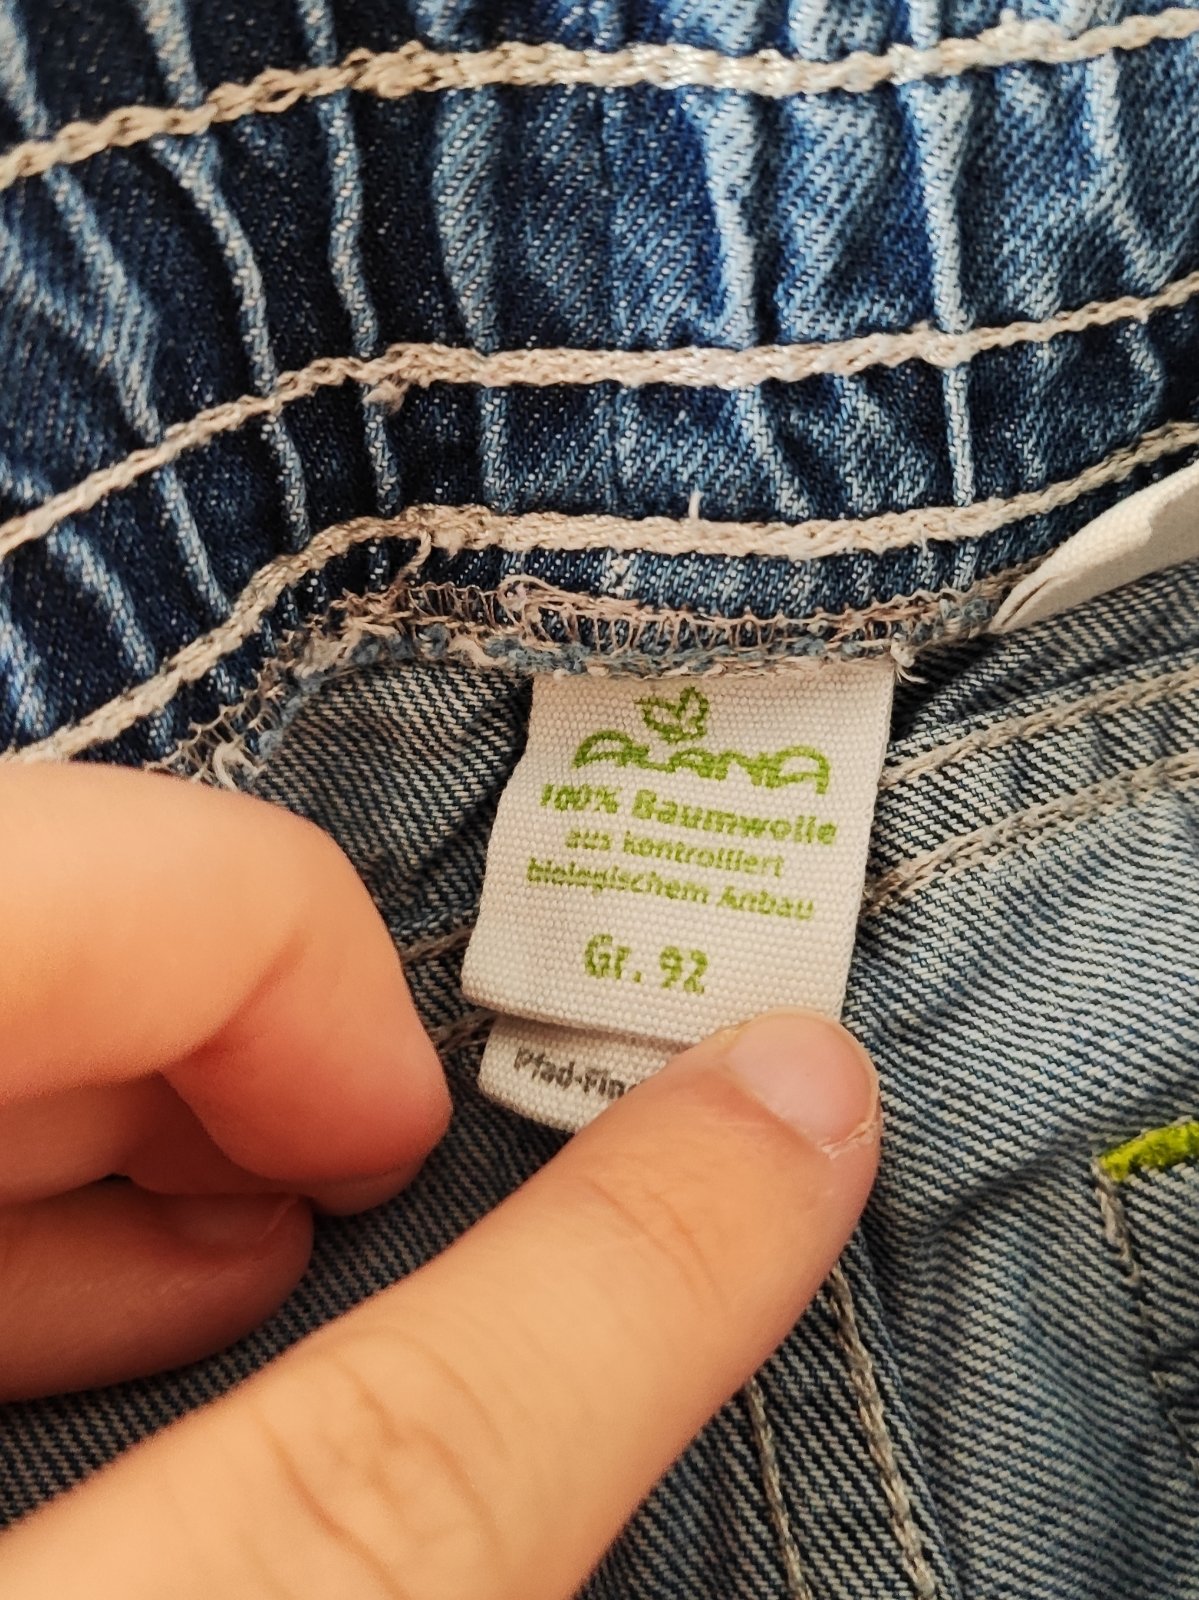 ALANA
100% Baumwolle
aus kontrolliert
biologischem Anbau
Gr. 92